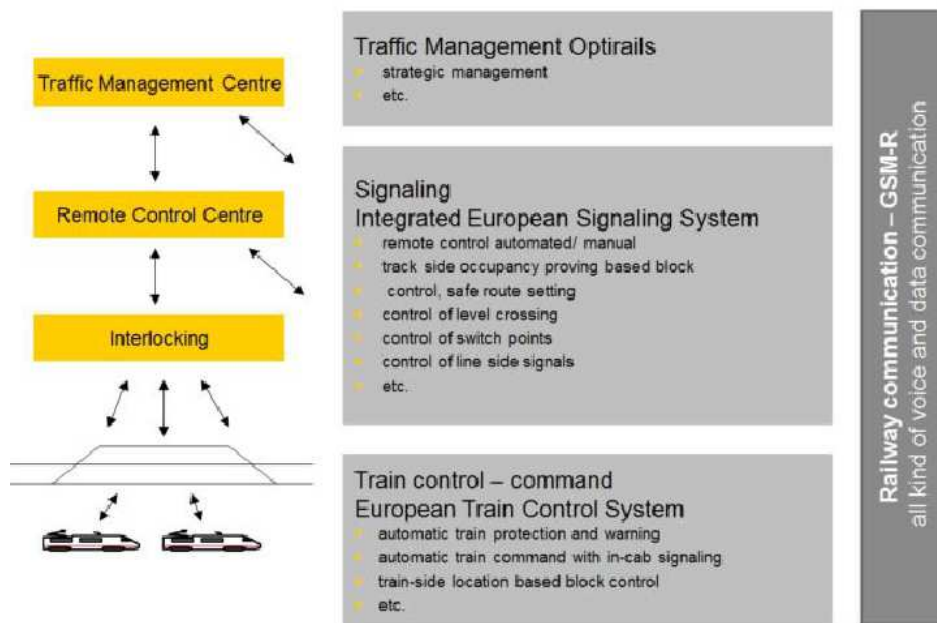 Traffic Management Centre
Remote Control Centre
Interlocking
Traffic Management Optirails
strategic management
etc.
Signaling
Integrated European Signaling System
remote control automated/ manual
track side occupancy proving based block
control, safe route setting
control of level crossing
control of switch points
control of line side signals
etc.
Train control – command
European Train Control System
automatic train protection and warning
automatic train command with in-cab signaling
train-side location based block control
etc.
Railway communication – GSM-R
all kind of voice and data communication